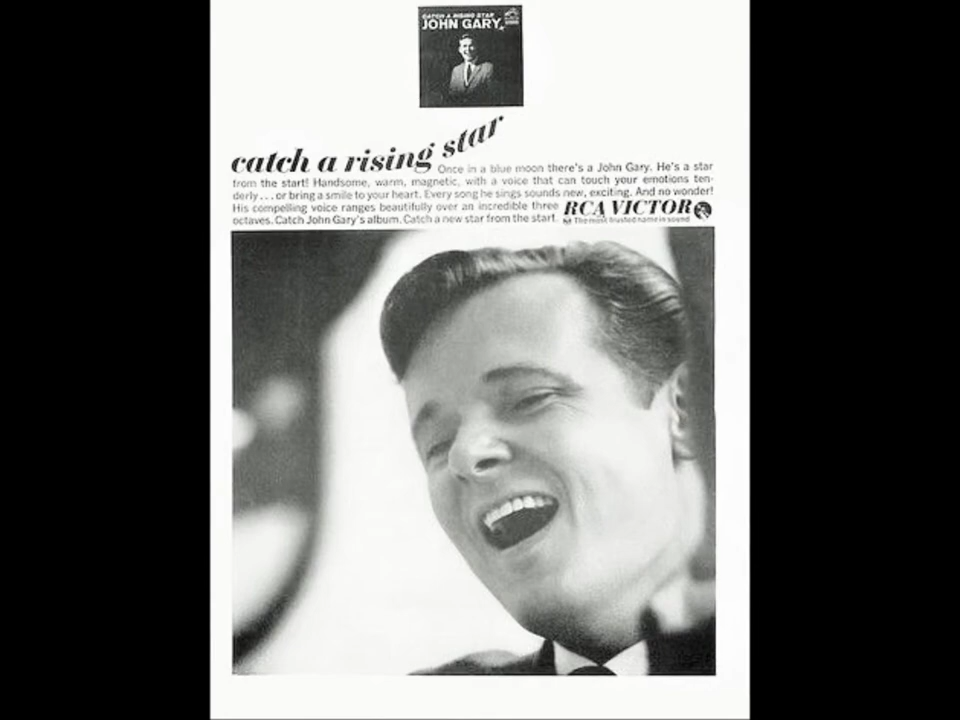 CATCH A RISING STAR
JOHN GARY
catch a rising star
Once in a blue moon there's a John Gary. He's a star
from the start! Handsome, warm, magnetic, with a voice that can touch your emotions ten-
derly...or bring a smile to your heart. Every song he sings sounds new, exciting. And no wonder!
His compelling voice ranges beautifully over an incredible three
octaves. Catch John Gary's album. Catch a new star from the start.
RCA VICTOR
The most trusted name in sound